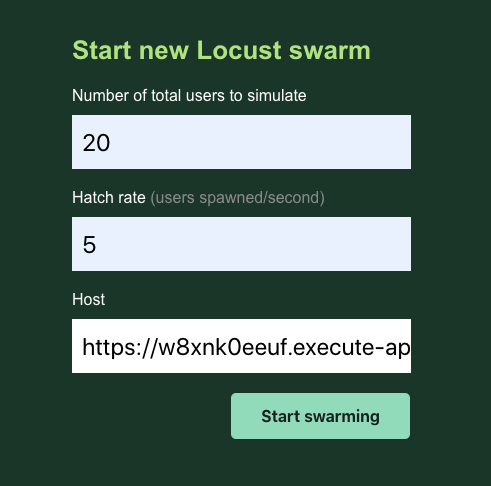 Start new Locust swarm
Number of total users to simulate
20
Hatch rate (users spawned/second)
5
Host
https://w8xnk0eeuf.execute-ap
Start swarming